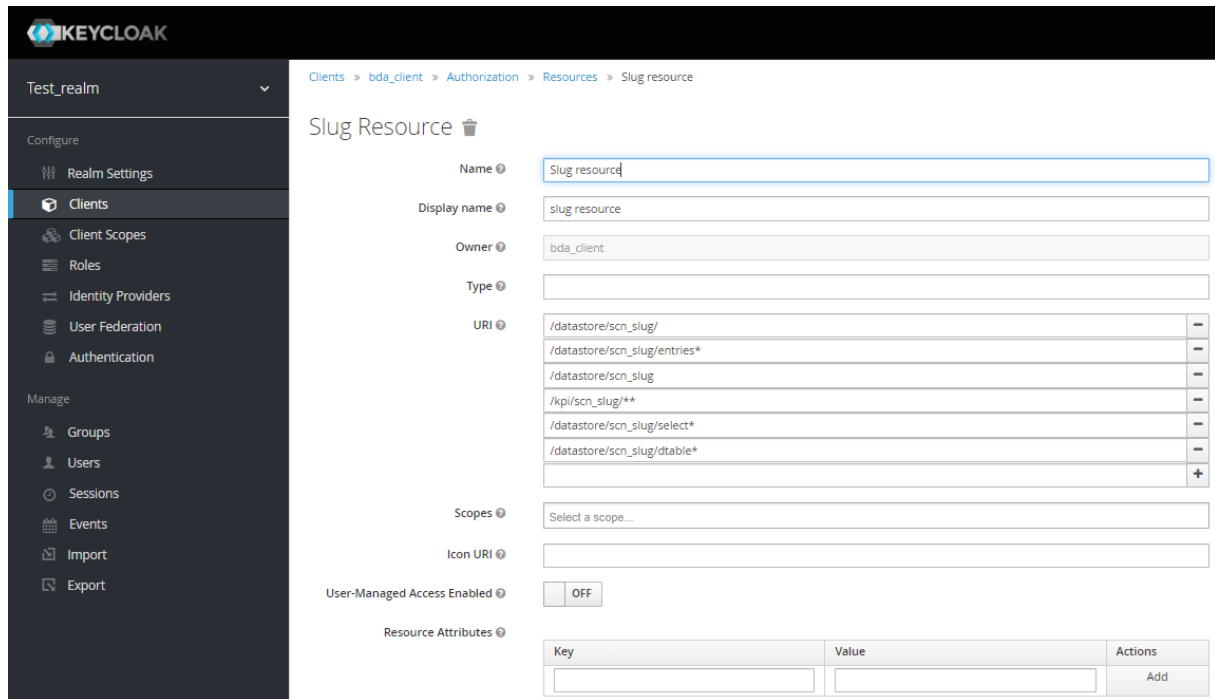 KEYCLOAK
Test_realm
Configure
Realm Settings
Clients
Client Scopes
Roles
Identity Providers
User Federation
Authentication
Manage
Groups
Users
Sessions
Events
Import
Export
Clients » bda_client » Authorization » Resources » Slug resource
Slug Resource
Name Slug resource
Display name slug resource
Owner bda_client
Type
URI /datastore/scn_slug/
/datastore/scn_slug/entries*
/datastore/scn_slug
/kpi/scn_slug/**
/datastore/scn_slug/select*
/datastore/scn_slug/dtable*
Scopes Select a scope...
Icon URI
User-Managed Access Enabled OFF
Resource Attributes
Key Value Actions
Add